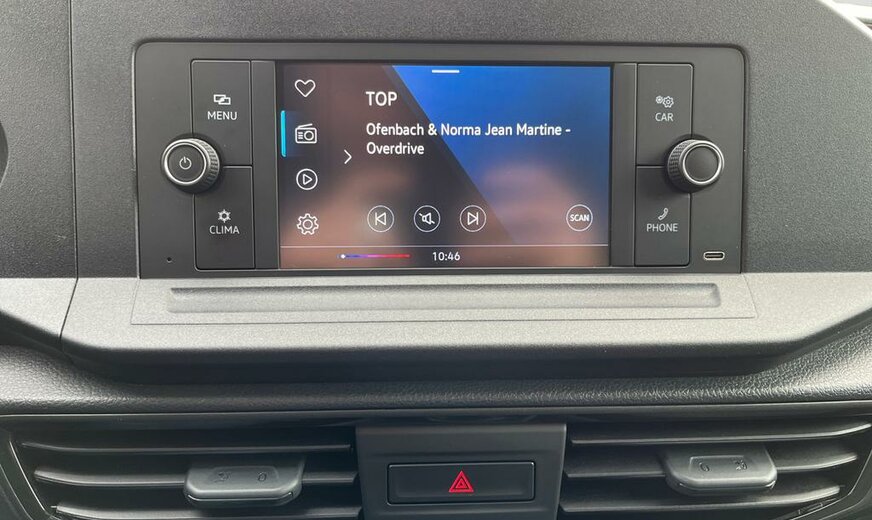 MENU
TOP
CAR
Ofenbach & Norma Jean Martine -
Overdrive
CLIMA
SCAN
PHONE
10:46